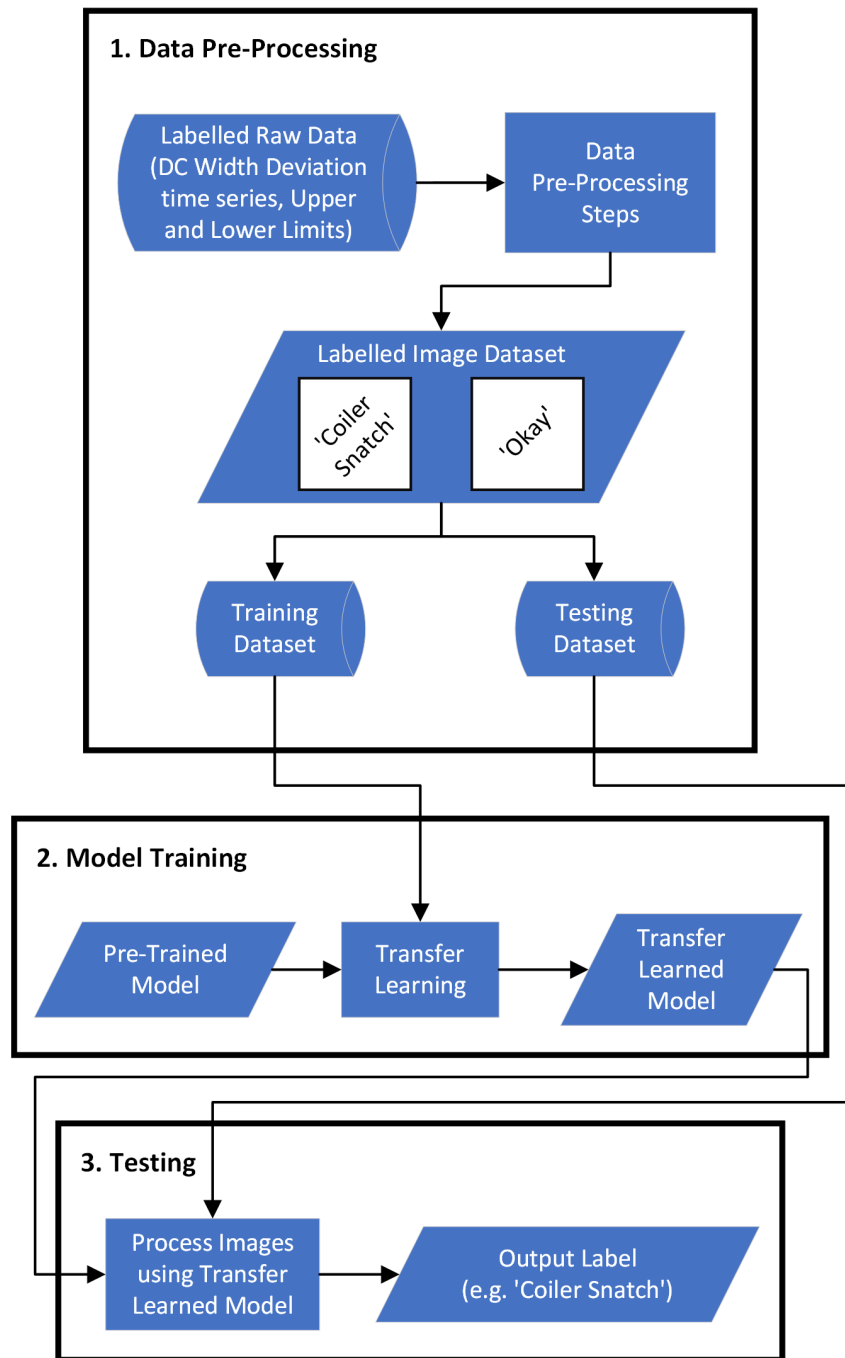 1. Data Pre-Processing
Labelled Raw Data
(DC Width Deviation
time series, Upper
and Lower Limits)
Data
Pre-Processing
Steps
Labelled Image Dataset
'Coiler
Snatch'
'Okay'
Training
Dataset
Testing
Dataset
2. Model Training
Pre-Trained
Model
Transfer
Learning
Transfer
Learned
Model
3. Testing
Process Images
using Transfer
Learned Model
Output Label
(e.g. 'Coiler Snatch')